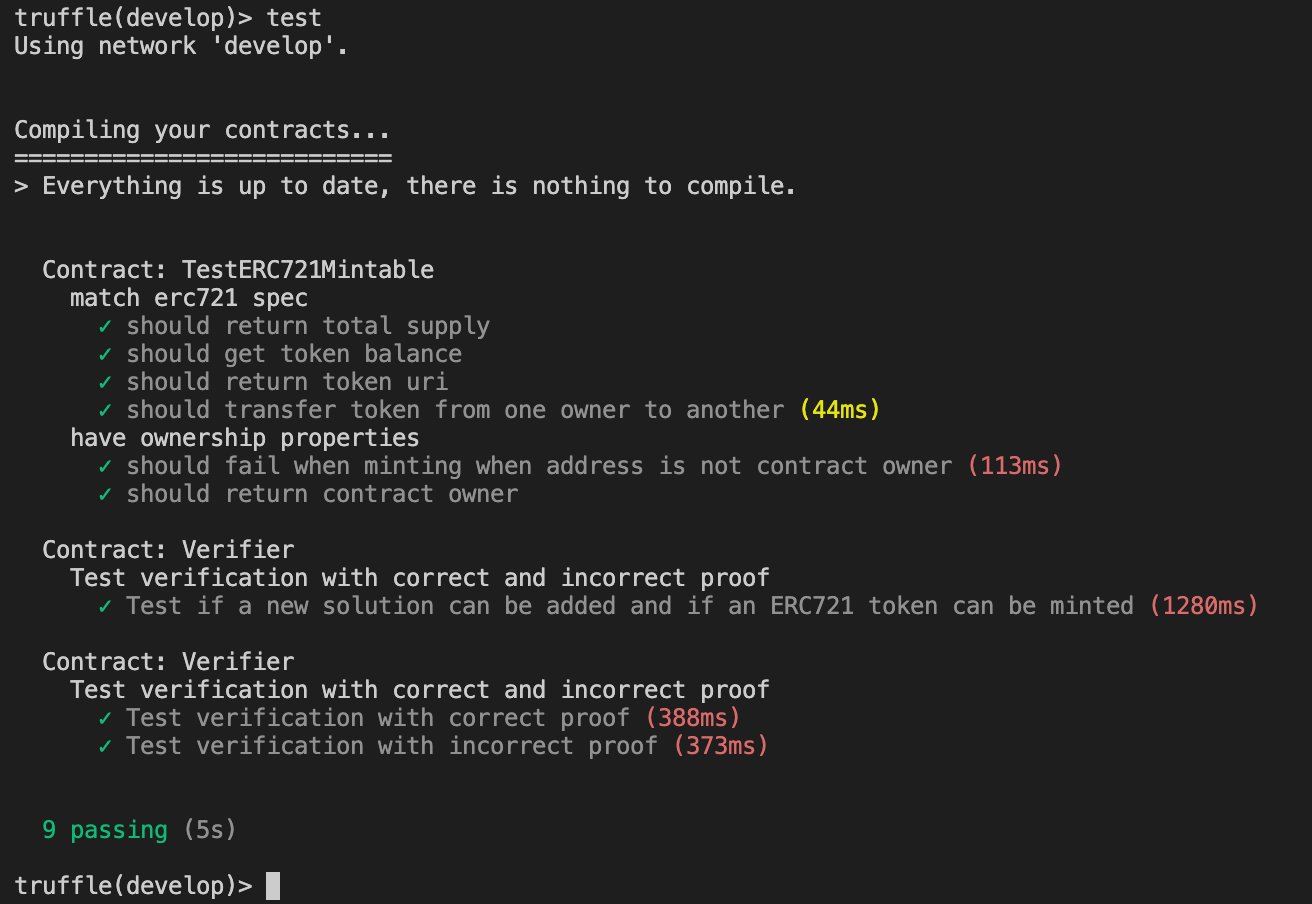 truffle(develop)> test
Using network 'develop'.
Compiling your contracts...
===========================
> Everything is up to date, there is nothing to compile.
Contract: TestERC721Mintable
match erc721 spec
✓ should return total supply
✓ should get token balance
✓ should return token uri
✓ should transfer token from one owner to another (44ms)
have ownership properties
✓ should fail when minting when address is not contract owner (113ms)
✓ should return contract owner
Contract: Verifier
Test verification with correct and incorrect proof
✓ Test if a new solution can be added and if an ERC721 token can be minted (1280ms)
Contract: Verifier
Test verification with correct and incorrect proof
✓ Test verification with correct proof (388ms)
✓ Test verification with incorrect proof (373ms)
9 passing (5s)
truffle(develop)>